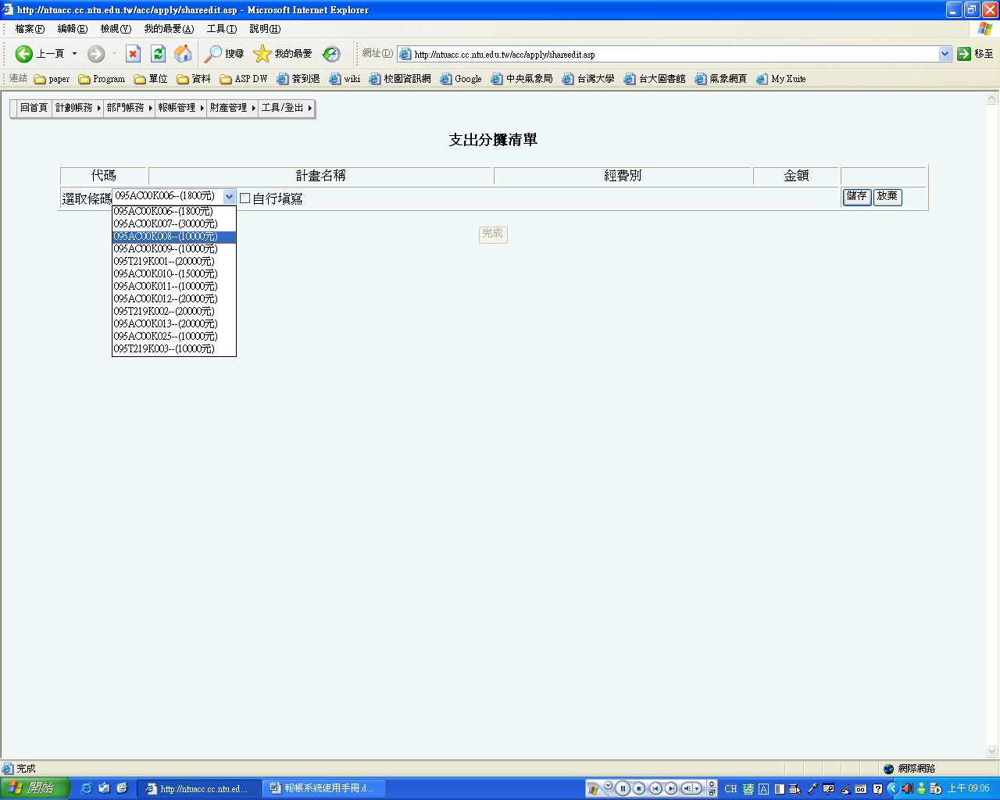 http://ntuacc.cc.ntu.edu.tw/acc/apply/shareedit.asp - Microsoft Internet Explorer
檔案(F) 編輯(E) 檢視(V) 我的最愛(A) 工具(T) 說明(H)
上一頁 搜尋 我的最愛 網址(D) http://ntuacc.cc.ntu.edu.tw/acc/apply/shareedit.asp 移至
連結 paper Program 單位 資料 ASP DW 簽到退 wiki 校園資訊網 Google 中央氣象局 台灣大學 台大圖書館 氣象網頁 My Xuite
回首頁 計劃帳務 部門帳務 報帳管理 財產管理 工具/登出
支出分攤清單
代碼 計畫名稱 經費別 金額
選取條碼 095AC00K006--(1800元) 自行填寫 儲存 放棄
095AC00K006--(1800元)
095AC00K007--(30000元)
095AC00K008--(10000元)
095AC00K009--(10000元)
095T219K001--(20000元)
095AC00K010--(15000元)
095AC00K011--(10000元)
095AC00K012--(20000元)
095T219K002--(20000元)
095AC00K013--(20000元)
095AC00K025--(10000元)
095T219K003--(10000元)
完成
完成 網際網路
開始 http://ntuacc.cc.ntu.ed... 報帳系統使用手冊.d... CH A 上午 09:06